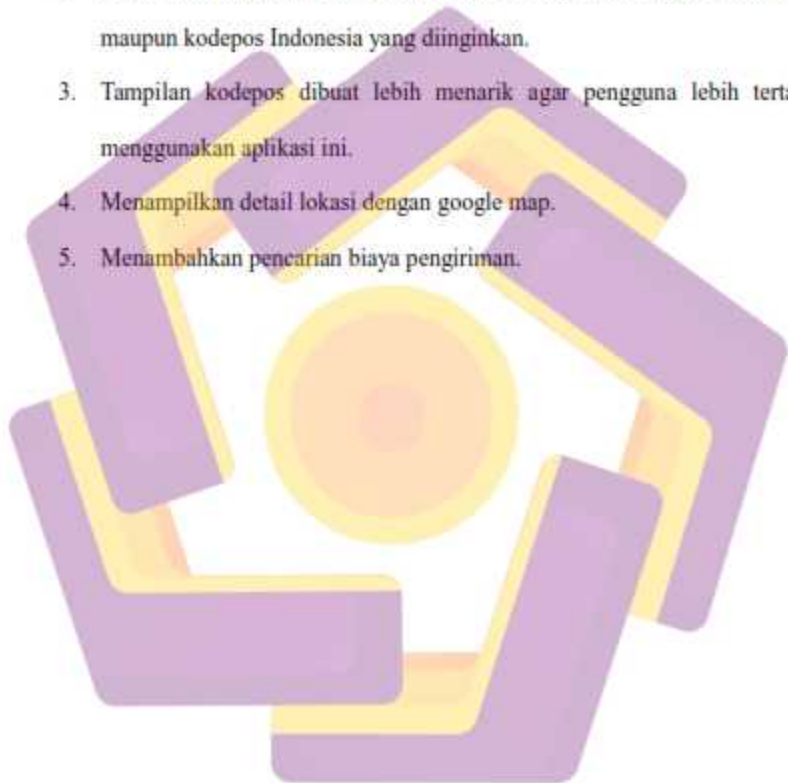 maupun kodepos Indonesia yang diinginkan.
3. Tampilan kodepos dibuat lebih menarik agar pengguna lebih
menggunakan aplikasi ini.
4. Menampilkan detail lokasi dengan google map.
5. Menambahkan pencarian biaya pengiriman.